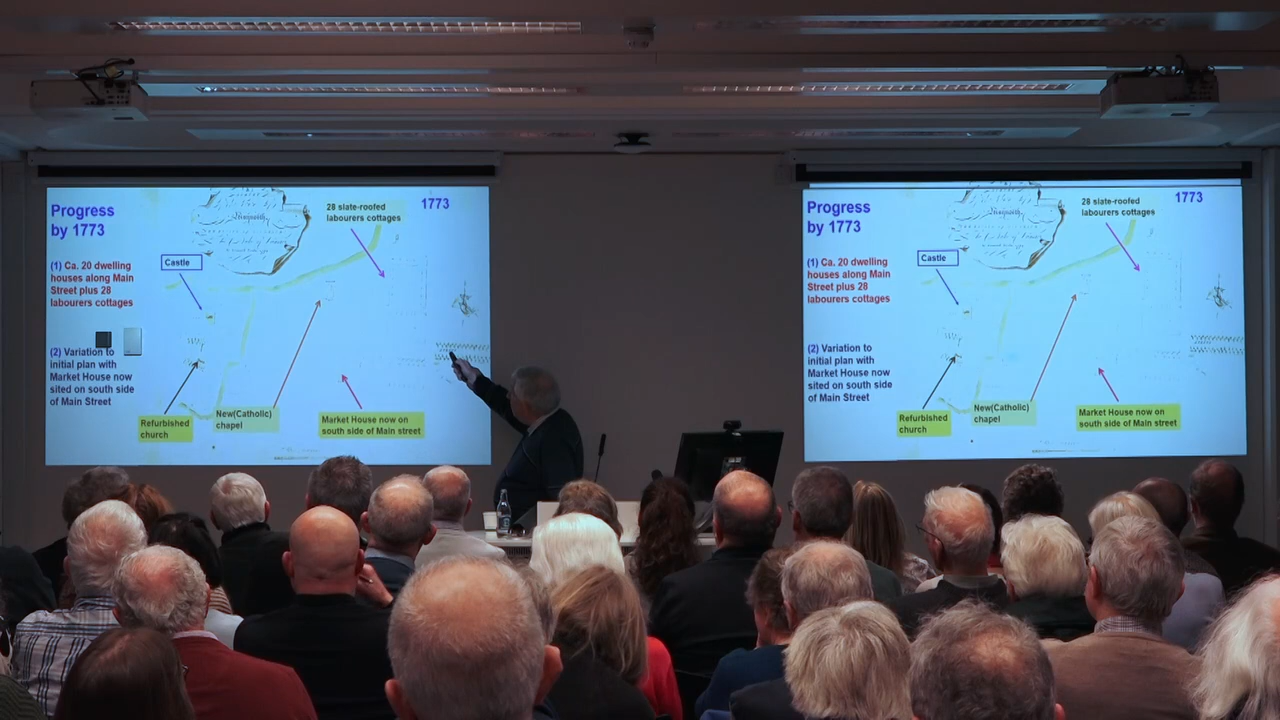 Progress
by 1773
28 slate-roofed
labourers cottages
1773
Castle
(1) Ca. 20 dwelling
houses along Main
Street plus 28
labourers cottages
(2) Variation to
initial plan with
Market House now
sited on south side
of Main Street
Refurbished
church
New(Catholic)
chapel
Market House now on
south side of Main street
Progress
by 1773
28 slate-roofed
labourers cottages
1773
Castle
(1) Ca. 20 dwelling
houses along Main
Street plus 28
labourers cottages
(2) Variation to
initial plan with
Market House now
sited on south side
of Main Street
Refurbished
church
New(Catholic)
chapel
Market House now on
south side of Main street